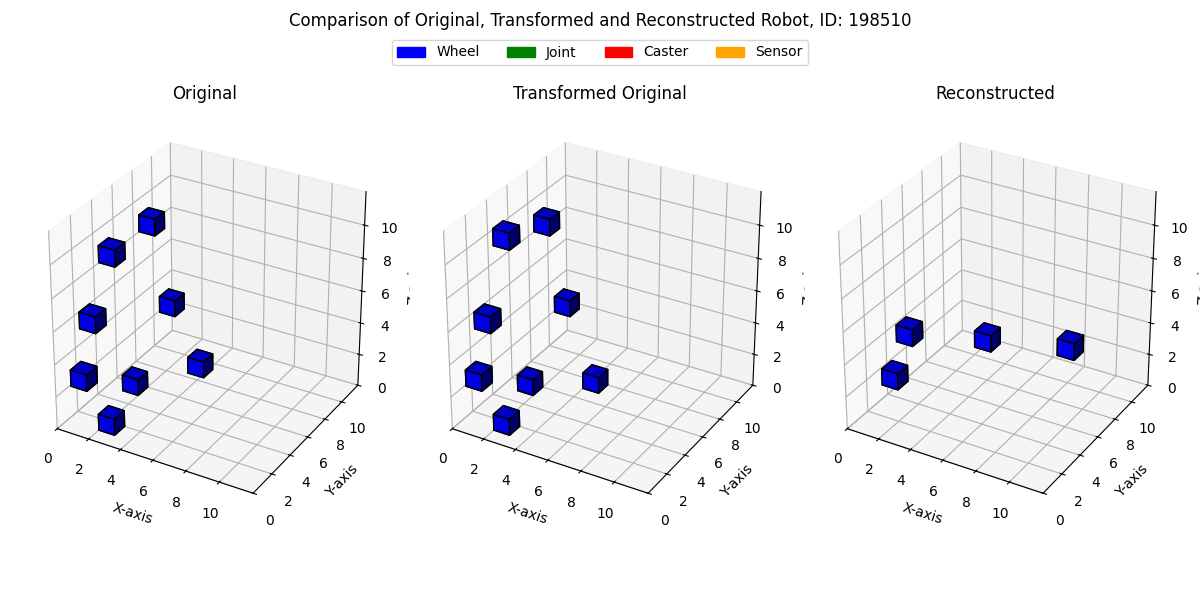 Comparison of Original, Transformed and Reconstructed Robot, ID: 198510
Wheel Joint Caster Sensor
Original Transformed Original Reconstructed
10 10 10
8 8 8
6 6 6
4 4 4
2 2 2
0 0 0
0 2 4 6 8 10 0 2 4 6 8 10 0 2 4 6 8 10
0 2 4 6 8 10 0 2 4 6 8 10 0 2 4 6 8 10
X-axis Y-axis X-axis Y-axis X-axis Y-axis